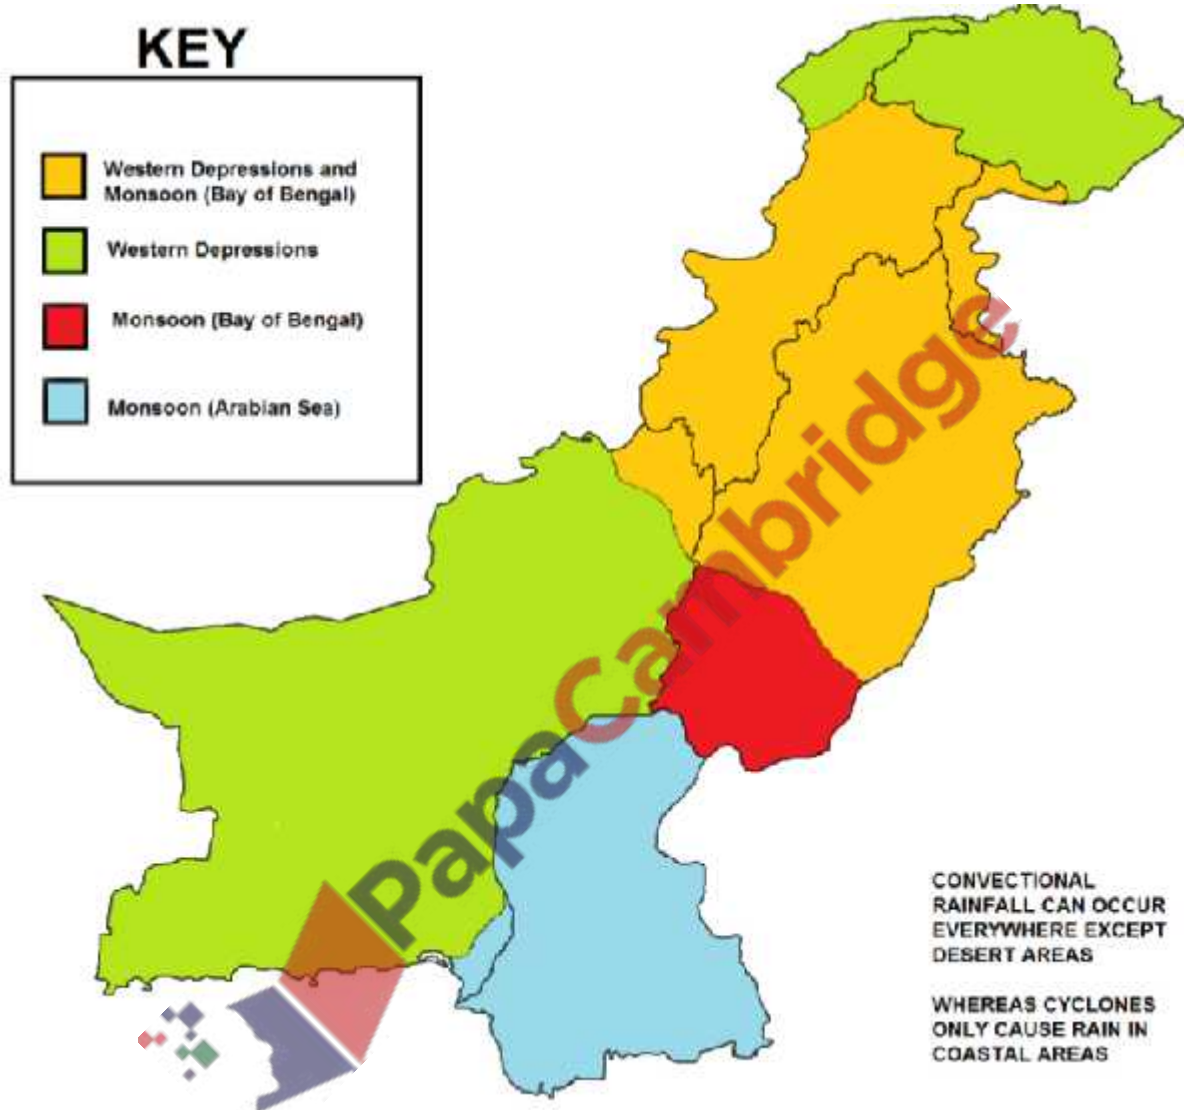 KEY
Western Depressions and
Monsoon (Bay of Bengal)
Western Depressions
Monsoon (Bay of Bengal)
Monsoon (Arabian Sea)
PapaCambridge
CONVECTIONAL
RAINFALL CAN OCCUR
EVERYWHERE EXCEPT
DESERT AREAS
WHEREAS CYCLONES
ONLY CAUSE RAIN IN
COASTAL AREAS